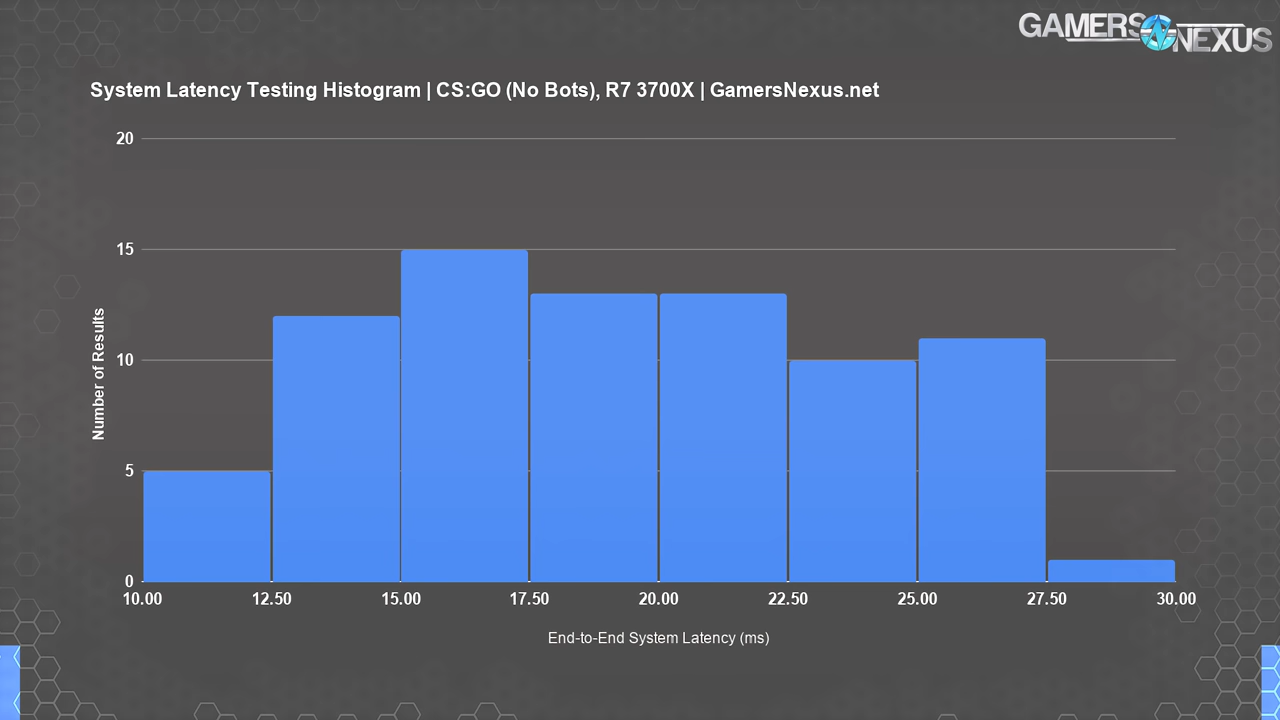 GAMERS NEXUS
System Latency Testing Histogram | CS:GO (No Bots), R7 3700X | GamersNexus.net
20
15
10
5
0
Number of Results
10.00 12.50 15.00 17.50 20.00 22.50 25.00 27.50 30.00
End-to-End System Latency (ms)